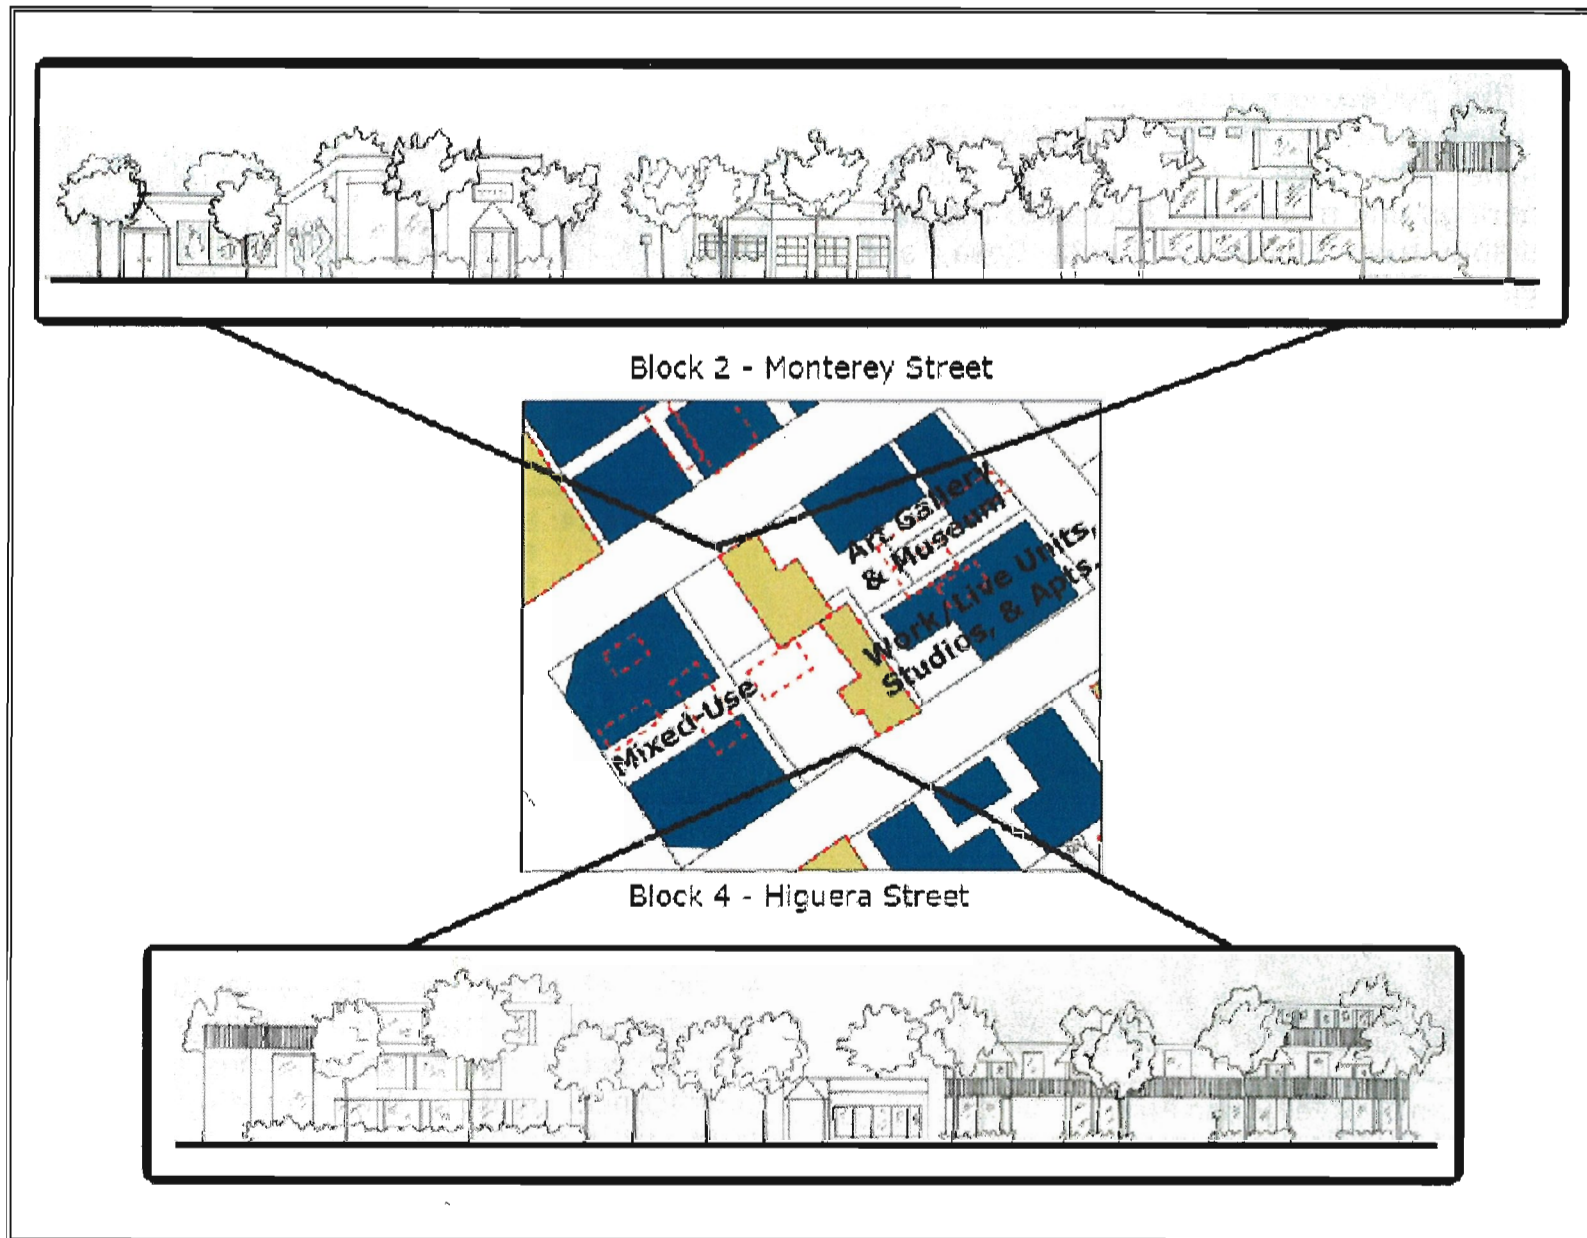 Block 2 - Monterey Street
Art Gallery
& Museum
Work/Live Units,
Studios, & Apts.
Mixed-Use
Block 4 - Higuera Street